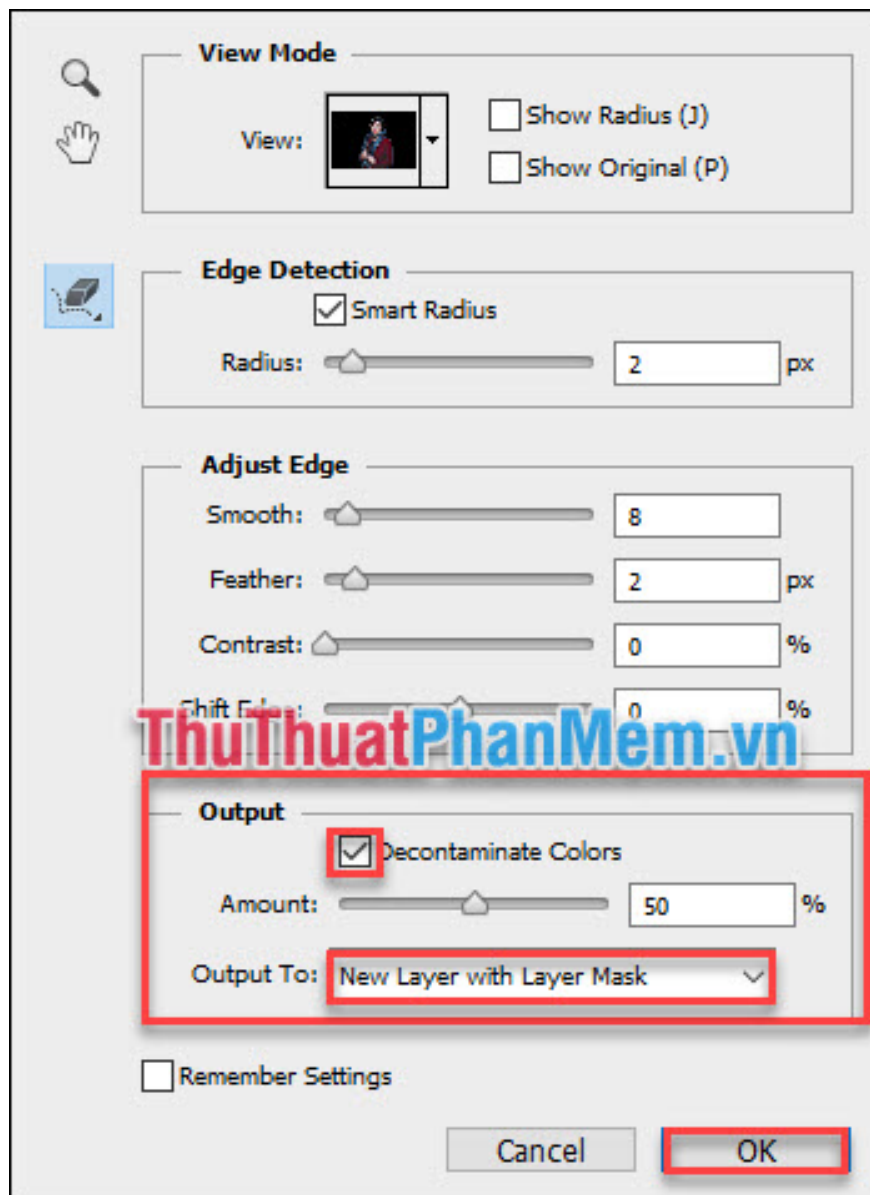 View Mode
View:
Show Radius (J)
Show Original (P)
Edge Detection
Smart Radius
Radius: 2 px
Adjust Edge
Smooth: 8
Feather: 2 px
Contrast: 0 %
Shift Edge: 0 %
ThuThuatPhanMem.vn
Output
Decontaminate Colors
Amount: 50 %
Output To: New Layer with Layer Mask
Remember Settings
Cancel OK